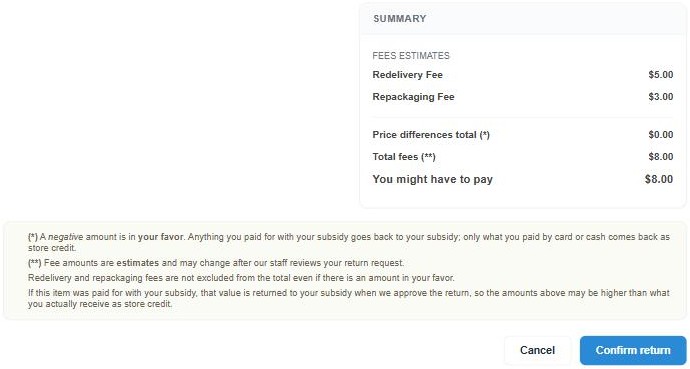 SUMMARY
FEES ESTIMATES
Redelivery Fee $5.00
Repackaging Fee $3.00
Price differences total (*) $0.00
Total fees (**) $8.00
You might have to pay $8.00
(*) A negative amount is in your favor. Anything you paid for with your subsidy goes back to your subsidy; only what you paid by card or cash comes back as
store credit.
(**) Fee amounts are estimates and may change after our staff reviews your return request.
Redelivery and repackaging fees are not excluded from the total even if there is an amount in your favor.
If this item was paid for with your subsidy, that value is returned to your subsidy when we approve the return, so the amounts above may be higher than what
you actually receive as store credit.
Cancel Confirm return